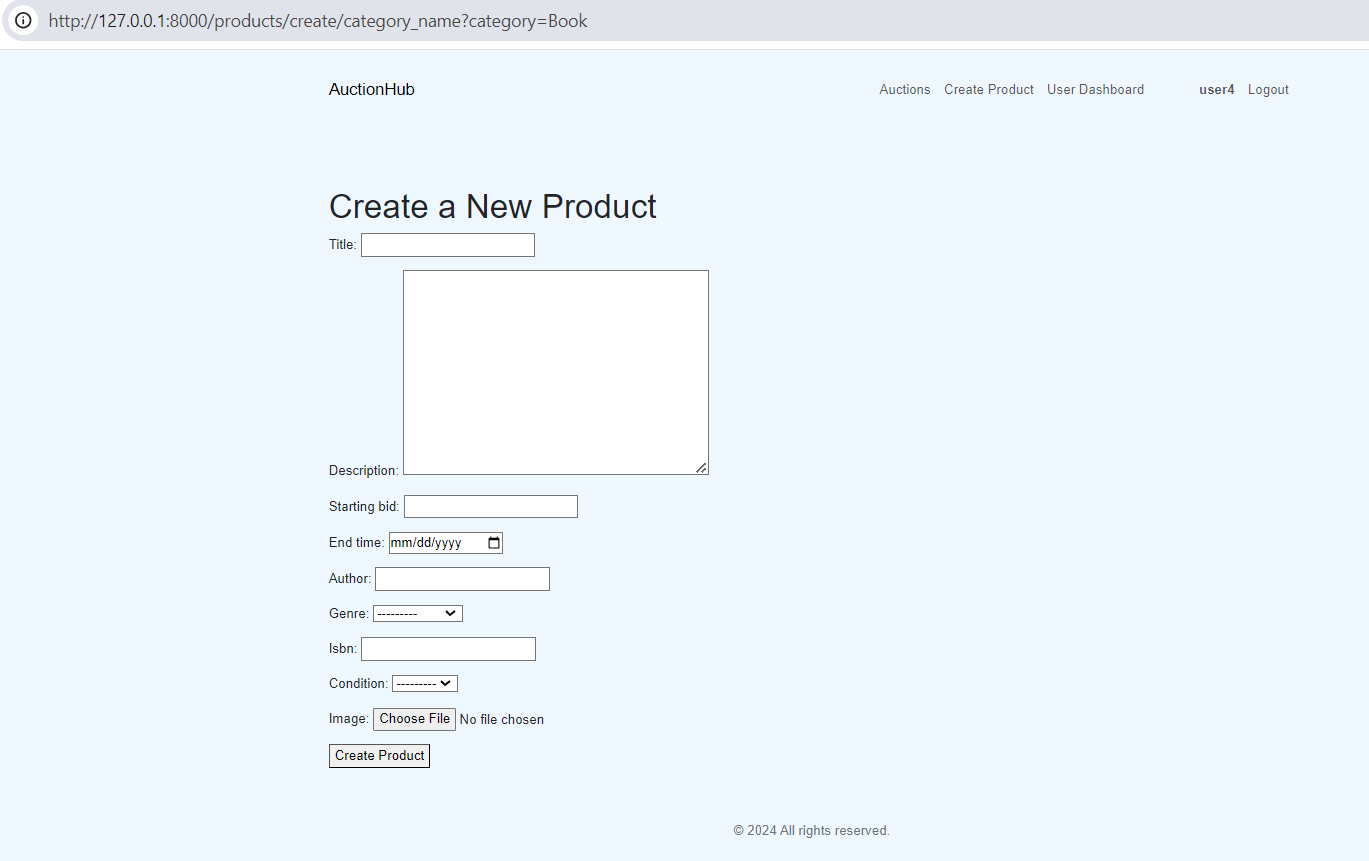 http://127.0.0.1:8000/products/create/category_name?category=Book
AuctionHub Auctions Create Product User Dashboard user4 Logout
Create a New Product
Title:
Description:
Starting bid:
End time: mm/dd/yyyy
Author:
Genre: ---------
Isbn:
Condition: ---------
Image: Choose File No file chosen
Create Product
© 2024 All rights reserved.